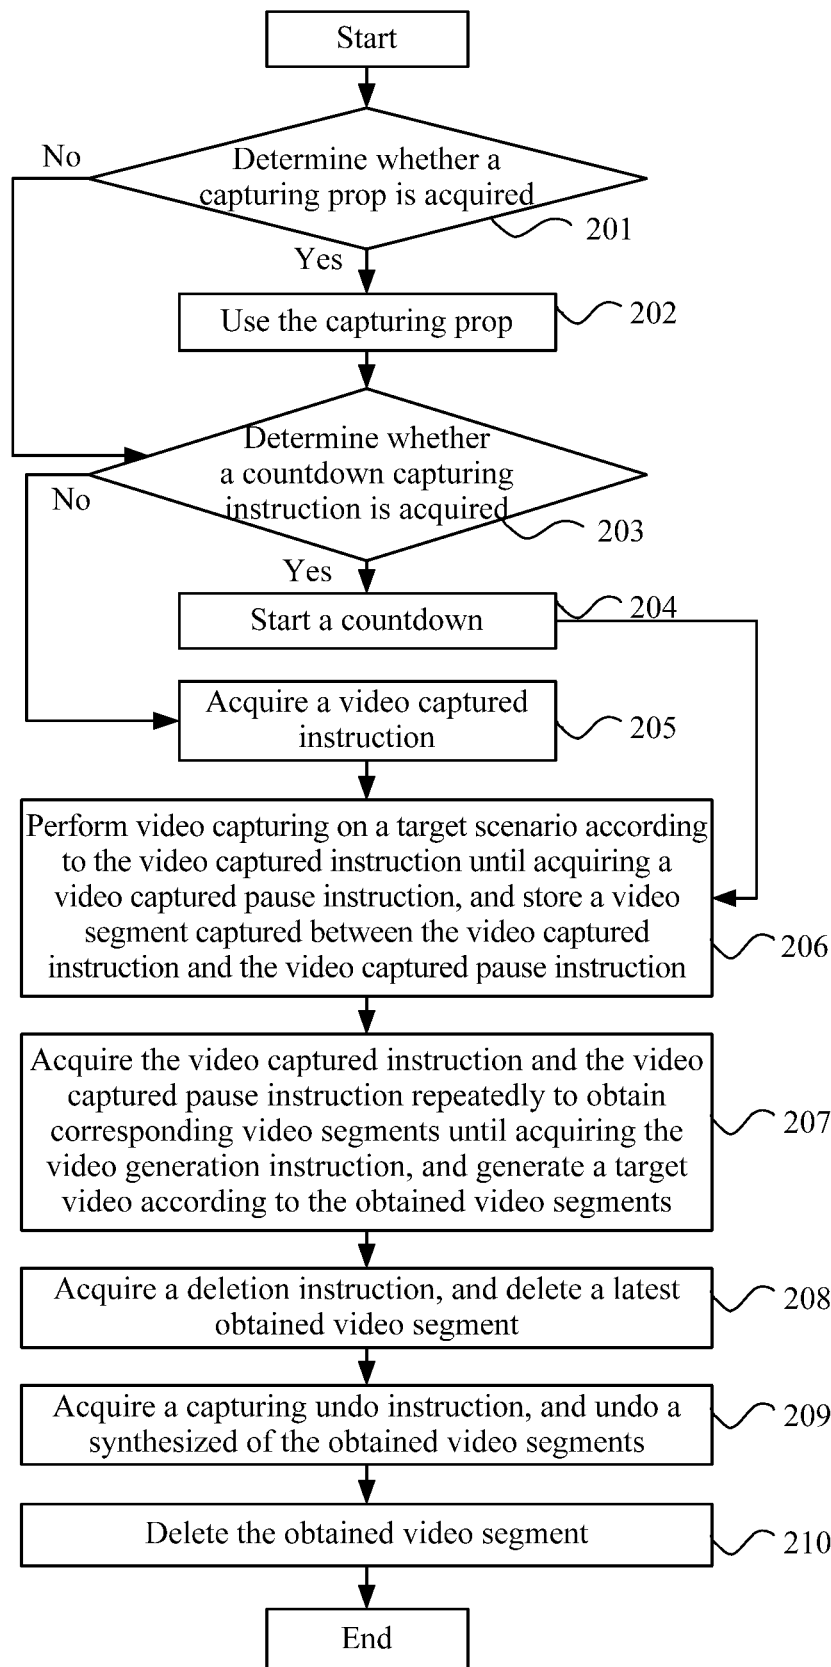 Start
No
Determine whether a
capturing prop is acquired
201
Yes
Use the capturing prop
202
Determine whether
a countdown capturing
instruction is acquired
No
203
Yes
Start a countdown
204
Acquire a video captured
instruction
205
Perform video capturing on a target scenario according
to the video captured instruction until acquiring a
video captured pause instruction, and store a video
segment captured between the video captured
instruction and the video captured pause instruction
206
Acquire the video captured instruction and the video
captured pause instruction repeatedly to obtain
corresponding video segments until acquiring the
video generation instruction, and generate a target
video according to the obtained video segments
207
Acquire a deletion instruction, and delete a latest
obtained video segment
208
Acquire a capturing undo instruction, and undo a
synthesized of the obtained video segments
209
Delete the obtained video segment
210
End